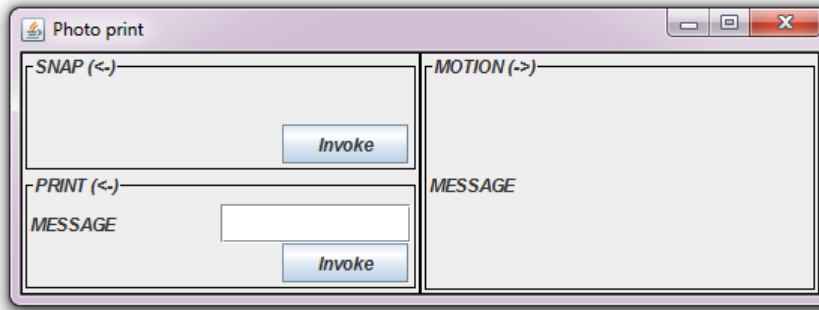 Photo print
SNAP (<-)
Invoke
PRINT (<-)
MESSAGE
Invoke
MOTION (->)
MESSAGE